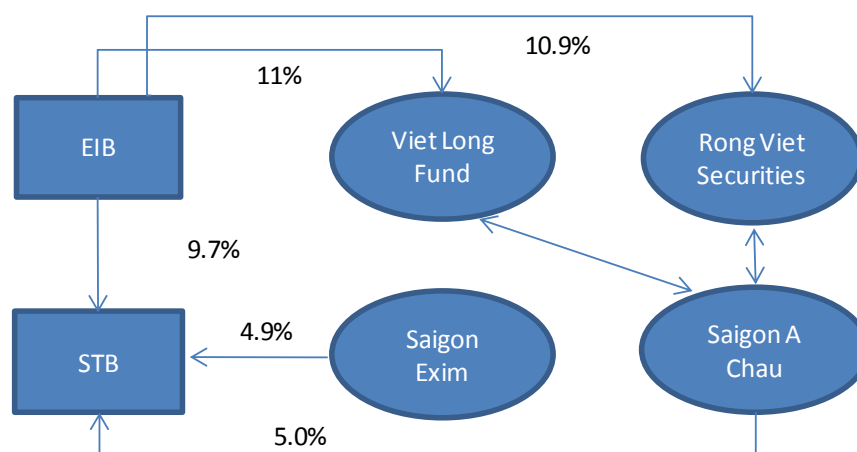 10.9%
11%
EIB
Viet Long
Fund
Rong Viet
Securities
9.7%
4.9%
STB
Saigon
Exim
Saigon A
Chau
5.0%